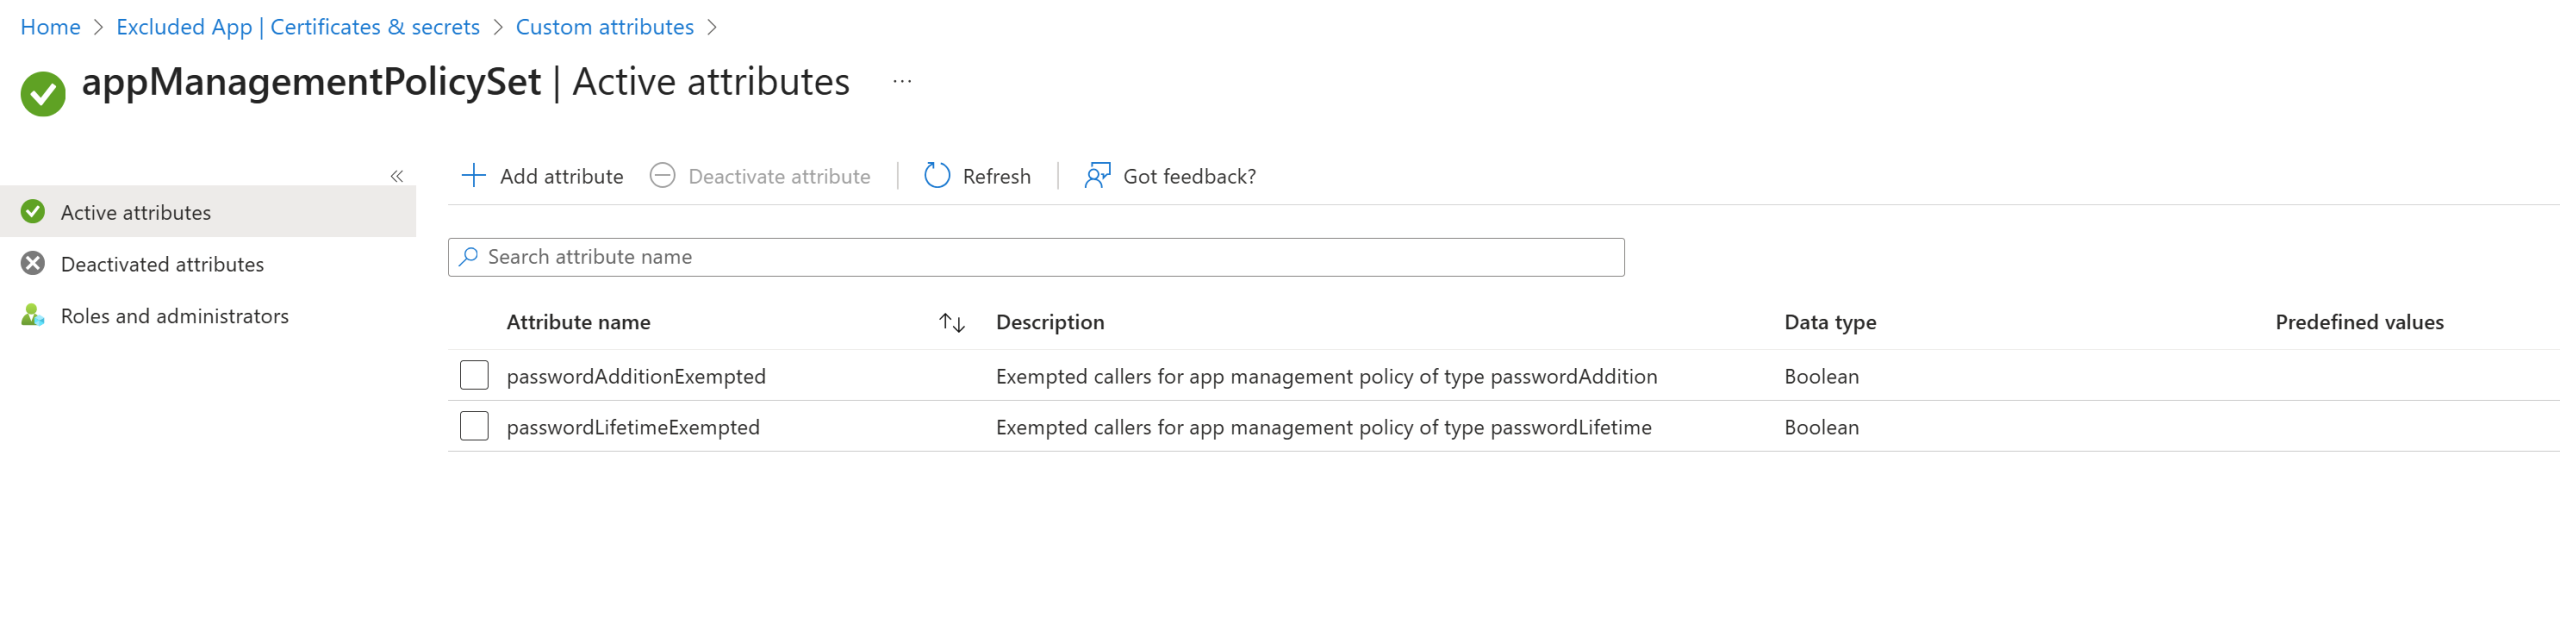 Home > Excluded App | Certificates & secrets > Custom attributes >
appManagementPolicySet | Active attributes ...
«
Active attributes
Deactivated attributes
Roles and administrators
Add attribute Deactivate attribute Refresh Got feedback?
Search attribute name
Attribute name Description Data type Predefined values
passwordAdditionExempted Exempted callers for app management policy of type passwordAddition Boolean
passwordLifetimeExempted Exempted callers for app management policy of type passwordLifetime Boolean